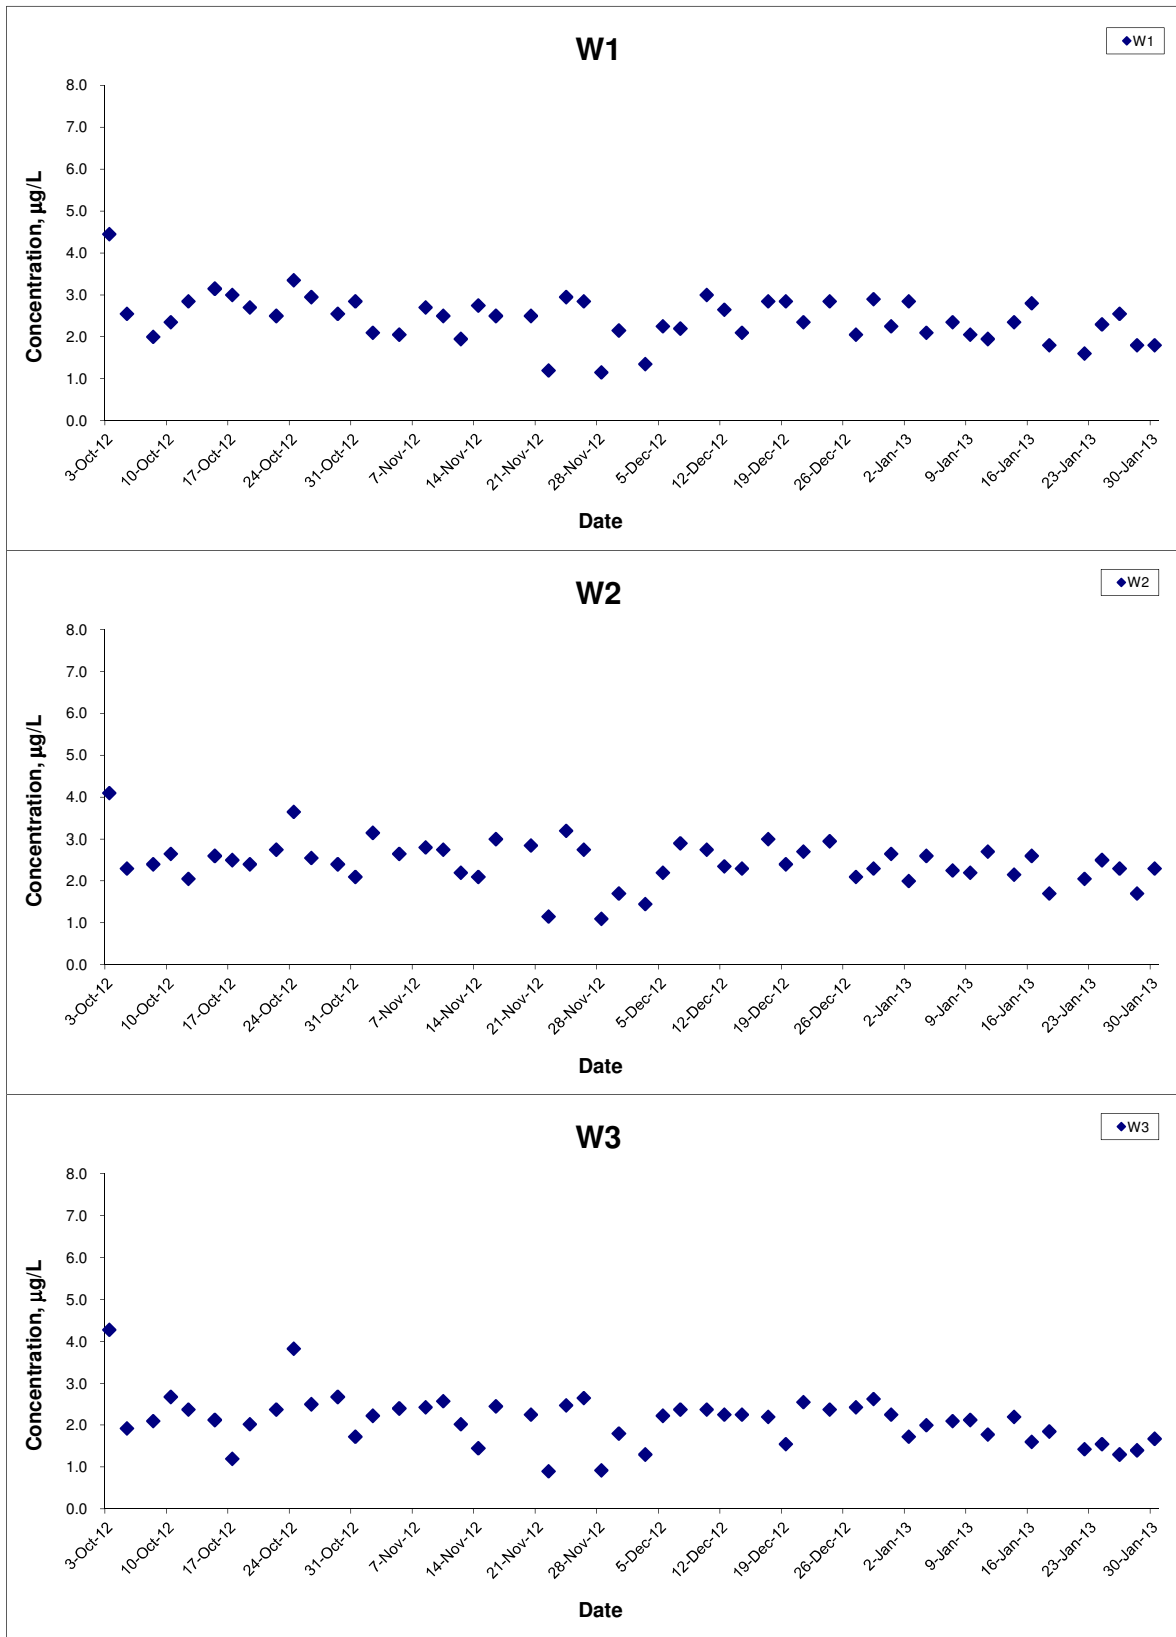 W1
W1
8.0
7.0
6.0
5.0
4.0
3.0
2.0
1.0
0.0
Concentration, µg/L
3-Oct-12
10-Oct-12
17-Oct-12
24-Oct-12
31-Oct-12
7-Nov-12
14-Nov-12
21-Nov-12
28-Nov-12
5-Dec-12
12-Dec-12
19-Dec-12
26-Dec-12
2-Jan-13
9-Jan-13
16-Jan-13
23-Jan-13
30-Jan-13
Date
W2
W2
8.0
7.0
6.0
5.0
4.0
3.0
2.0
1.0
0.0
Concentration, µg/L
3-Oct-12
10-Oct-12
17-Oct-12
24-Oct-12
31-Oct-12
7-Nov-12
14-Nov-12
21-Nov-12
28-Nov-12
5-Dec-12
12-Dec-12
19-Dec-12
26-Dec-12
2-Jan-13
9-Jan-13
16-Jan-13
23-Jan-13
30-Jan-13
Date
W3
W3
8.0
7.0
6.0
5.0
4.0
3.0
2.0
1.0
0.0
Concentration, µg/L
3-Oct-12
10-Oct-12
17-Oct-12
24-Oct-12
31-Oct-12
7-Nov-12
14-Nov-12
21-Nov-12
28-Nov-12
5-Dec-12
12-Dec-12
19-Dec-12
26-Dec-12
2-Jan-13
9-Jan-13
16-Jan-13
23-Jan-13
30-Jan-13
Date